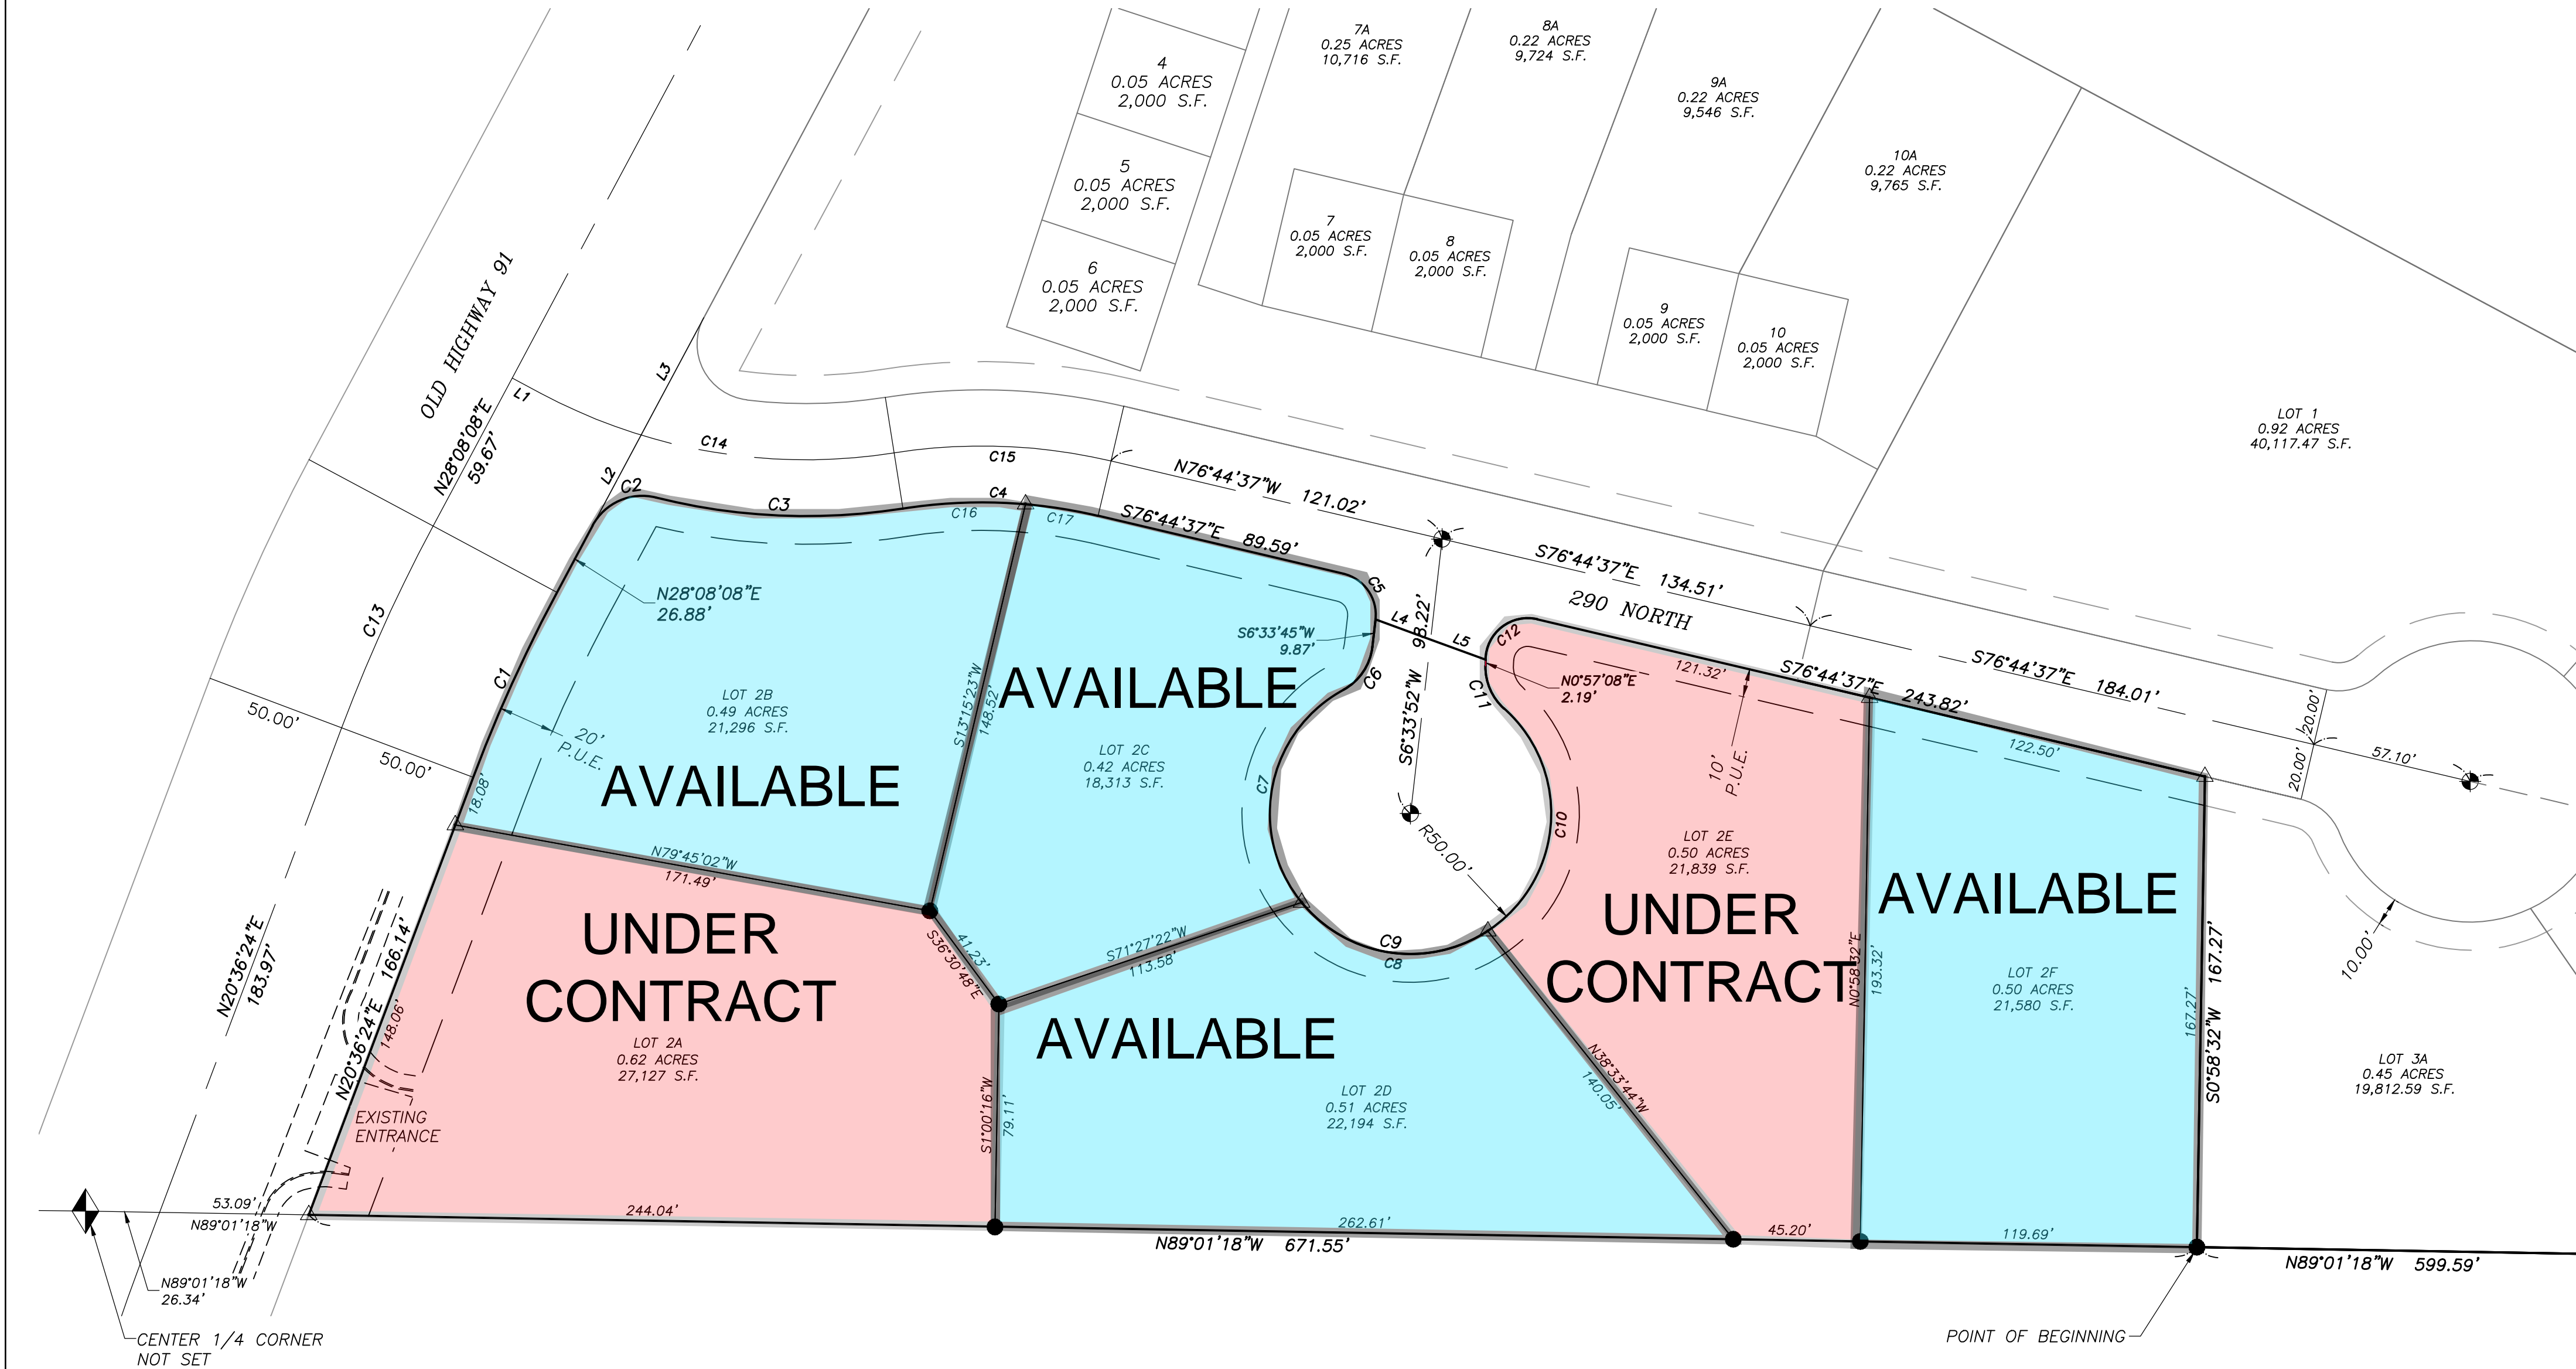 7A
0.25 ACRES
10,716 S.F.
8A
0.22 ACRES
9,724 S.F.
9A
0.22 ACRES
9,546 S.F.
10A
0.22 ACRES
9,765 S.F.
4
0.05 ACRES
2,000 S.F.
5
0.05 ACRES
2,000 S.F.
6
0.05 ACRES
2,000 S.F.
7
0.05 ACRES
2,000 S.F.
8
0.05 ACRES
2,000 S.F.
9
0.05 ACRES
2,000 S.F.
10
0.05 ACRES
2,000 S.F.
LOT 1
0.92 ACRES
40,117.47 S.F.
OLD HIGHWAY 91
N28°08'08"E
59.67'
L1
L3
L2
C14
C15
N76°44'37"W 121.02'
S76°44'37"E 134.51'
290 NORTH
S76°44'37"E 184.01'
57.10'
20.00'
20.00'
C2
C3
C4
C16
C17
S76°44'37"E 89.59'
C5
L4
L5
S6°33'52"W 98.22'
S6°33'45"W
9.87'
C6
C7
C12
C11
N0°57'08"E
2.19'
121.32'
S76°44'37"E 243.82'
122.50'
10'
P.U.E.
C10
R50.00'
C9
C8
N28°08'08"E
26.88'
C13
C1
50.00'
50.00'
20'
P.U.E.
18.08'
LOT 2B
0.49 ACRES
21,296 S.F.
AVAILABLE
S13°15'23"W
148.52'
AVAILABLE
LOT 2C
0.42 ACRES
18,313 S.F.
N79°45'02"W
171.49'
S36°30'48"E
41.23'
S71°27'22"W
113.58'
UNDER
CONTRACT
LOT 2A
0.62 ACRES
27,127 S.F.
N20°36'24"E
183.97'
N20°36'24"E 166.14'
148.06'
EXISTING
ENTRANCE
S1°00'16"W
79.11'
AVAILABLE
LOT 2D
0.51 ACRES
22,194 S.F.
N38°33'44"W
140.05'
LOT 2E
0.50 ACRES
21,839 S.F.
UNDER
CONTRACT
N0°58'32"E
193.32'
AVAILABLE
LOT 2F
0.50 ACRES
21,580 S.F.
167.27'
S0°58'32"W 167.27'
10.00'
LOT 3A
0.45 ACRES
19,812.59 S.F.
53.09'
N89°01'18"W
244.04'
262.61'
45.20'
119.69'
N89°01'18"W 671.55'
N89°01'18"W 599.59'
N89°01'18"W
26.34'
CENTER 1/4 CORNER
NOT SET
POINT OF BEGINNING